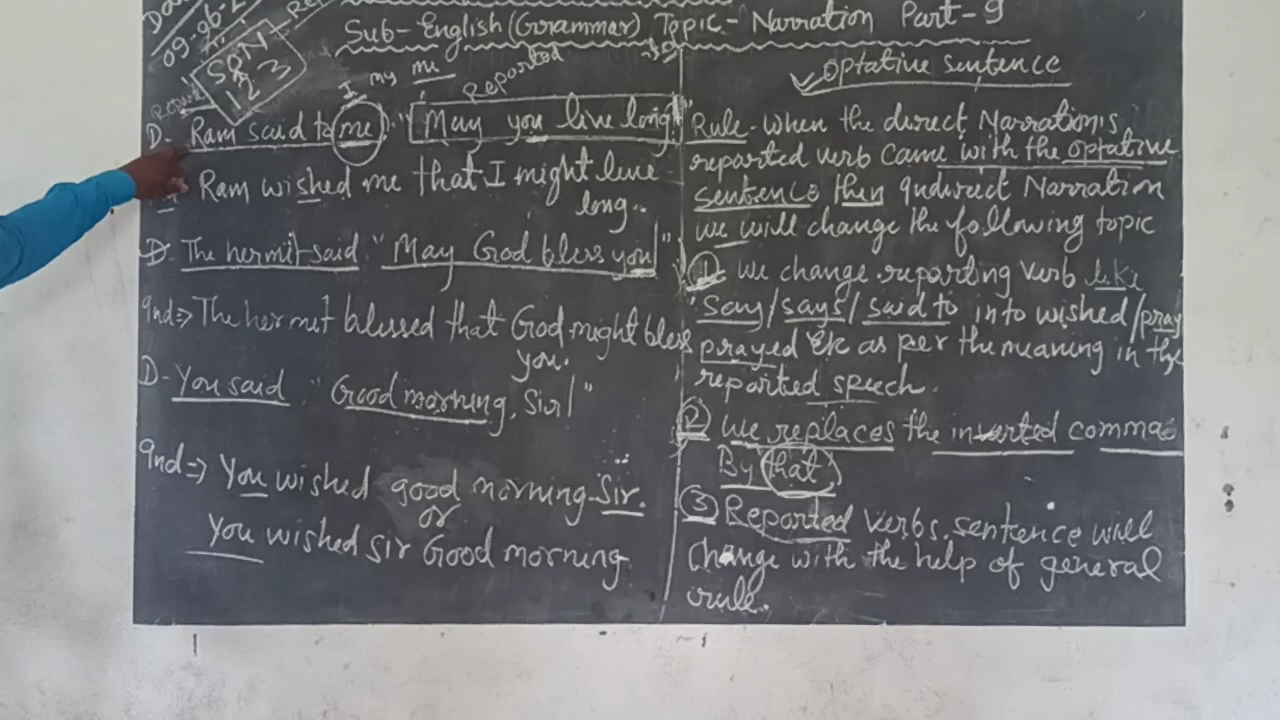 09-06-2
SON
123
Sub- English (Grammar) Topic - Narration Part - 9
I my me
Reported
D- Ram said to me, "May you live long!"
Ram wished me that I might live
long..
D- The hermit said "May God bless you!"
Ind=> The hermet blessed that God might bless
you.
D- You said "Good morning, Sir!"
Ind=> You wished good morning Sir.
or
You wished sir Good morning
✓ Optative sentence
Rule- When the direct Narration's
reported verb came with the optative
sentence then Indirect Narration
we will change the following topic
① We change reporting verb like
"Say/says/said to into wished/pray
prayed Etc as per the meaning in the
reported speech.
② We replaces the inverted commas
By that
③ Reported verbs. sentence will
change with the help of general
rule.